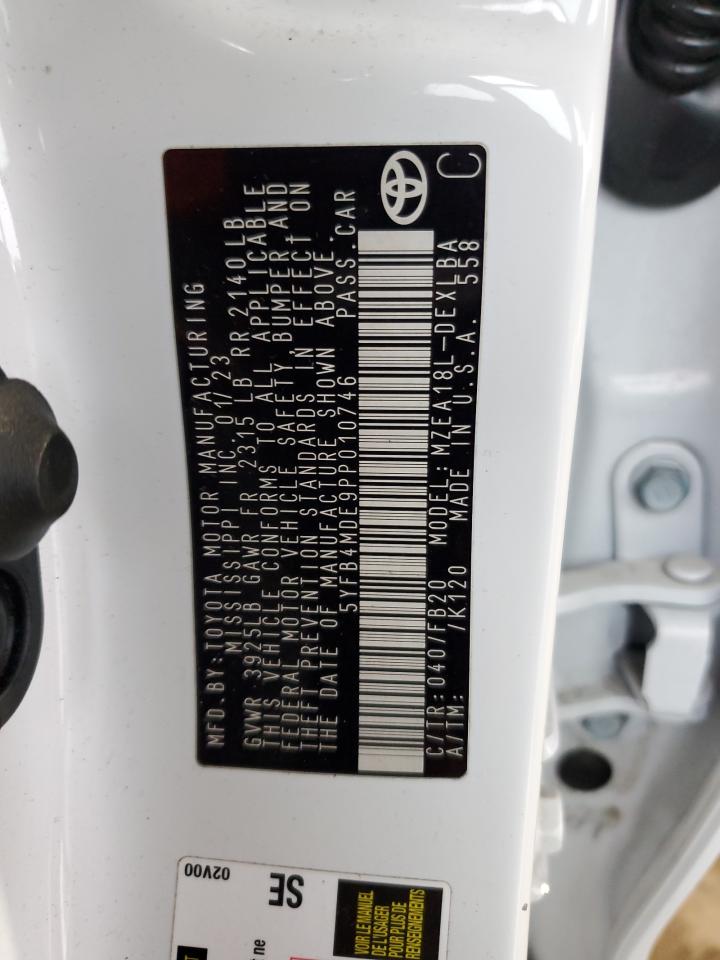 MFD. BY: TOYOTA MOTOR MANUFACTURING
MISSISSIPPI INC. 01/23
GVWR 3925LB GAWR FR 2315 LB RR 2140LB
THIS VEHICLE CONFORMS TO ALL APPLICABLE
FEDERAL MOTOR VEHICLE SAFETY, BUMPER AND
THEFT PREVENTION STANDARDS IN EFFECT ON
THE DATE OF MANUFACTURE SHOWN ABOVE.
5YFB4MDE9PP010746 PASS.CAR
C/TR: 0407/FB20 MODEL: MZEA18L-DEXLBA
A/TM: /K120 MADE IN U.S.A. 558
C
02V00
SE
VOIR LE MANUEL
DE L'USAGER
POUR PLUS DE
RENSEIGNEMENTS
ne